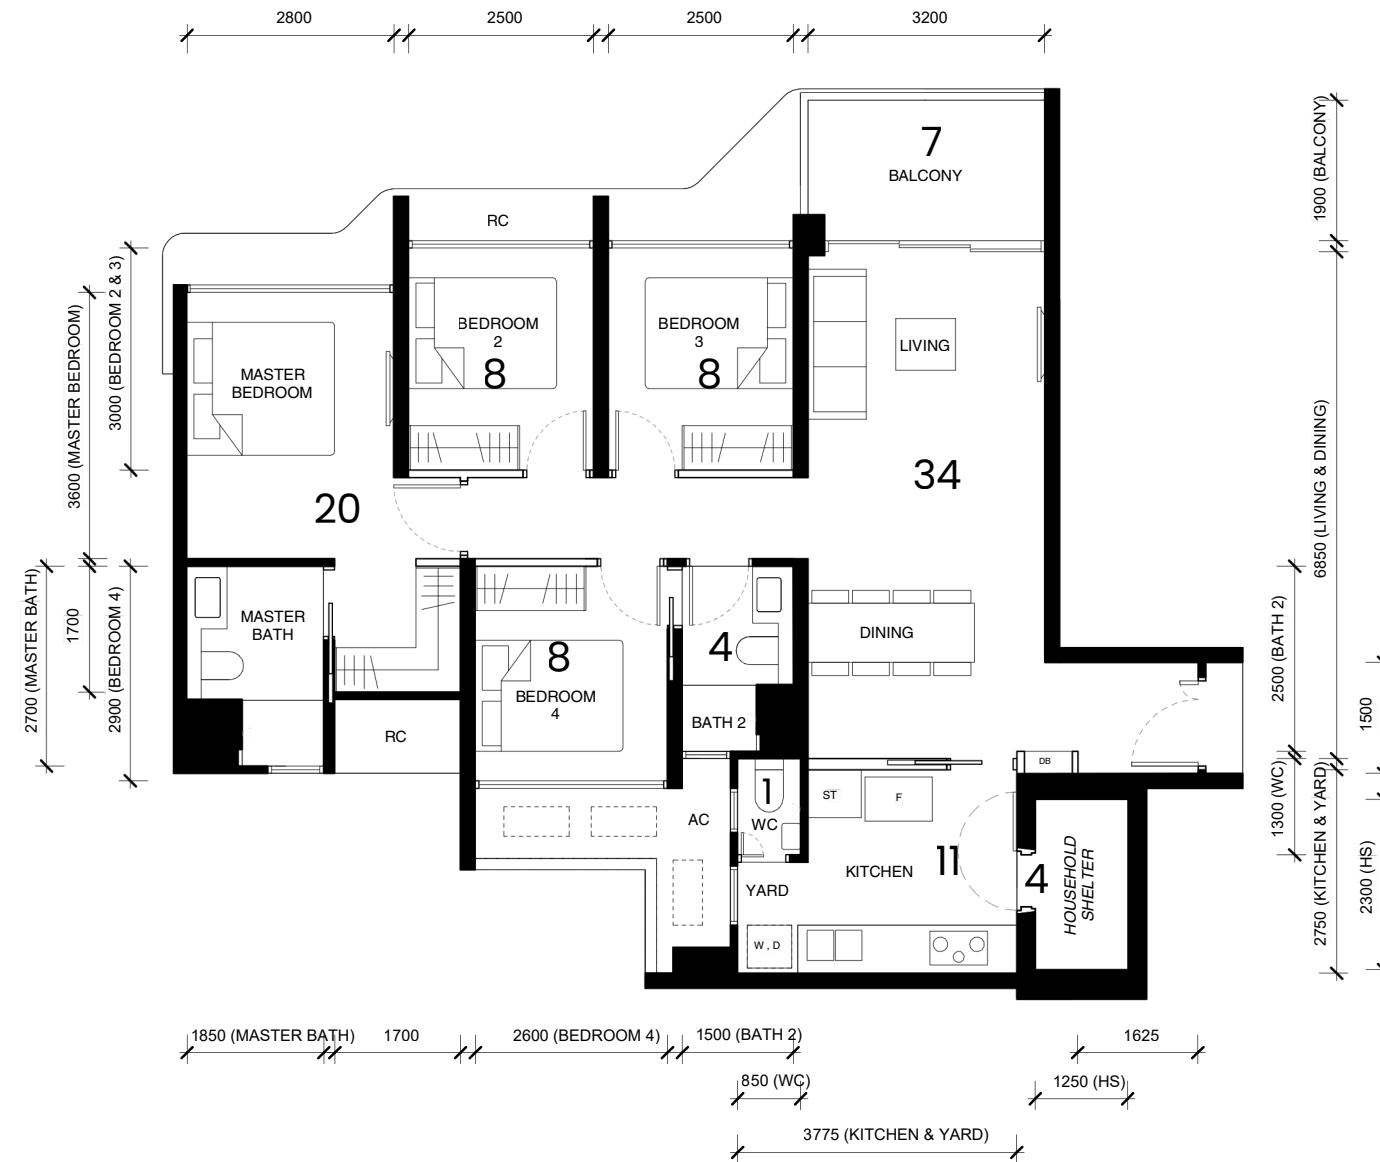 2800
2500
2500
3200
7
BALCONY
1900 (BALCONY)
RC
3000 (BEDROOM 2 & 3)
3600 (MASTER BEDROOM)
BEDROOM
2
8
BEDROOM
3
8
LIVING
MASTER
BEDROOM
20
34
6850 (LIVING & DINING)
2700 (MASTER BATH)
1700
2900 (BEDROOM 4)
MASTER
BATH
8
BEDROOM
4
4
BATH 2
DINING
2500 (BATH 2)
1500
RC
DB
AC
1
WC
ST
F
KITCHEN
11
YARD
W , D
4
HOUSEHOLD
SHELTER
1300 (WC)
2750 (KITCHEN & YARD)
2300 (HS)
1850 (MASTER BATH)
1700
2600 (BEDROOM 4)
1500 (BATH 2)
1625
850 (WC)
1250 (HS)
3775 (KITCHEN & YARD)